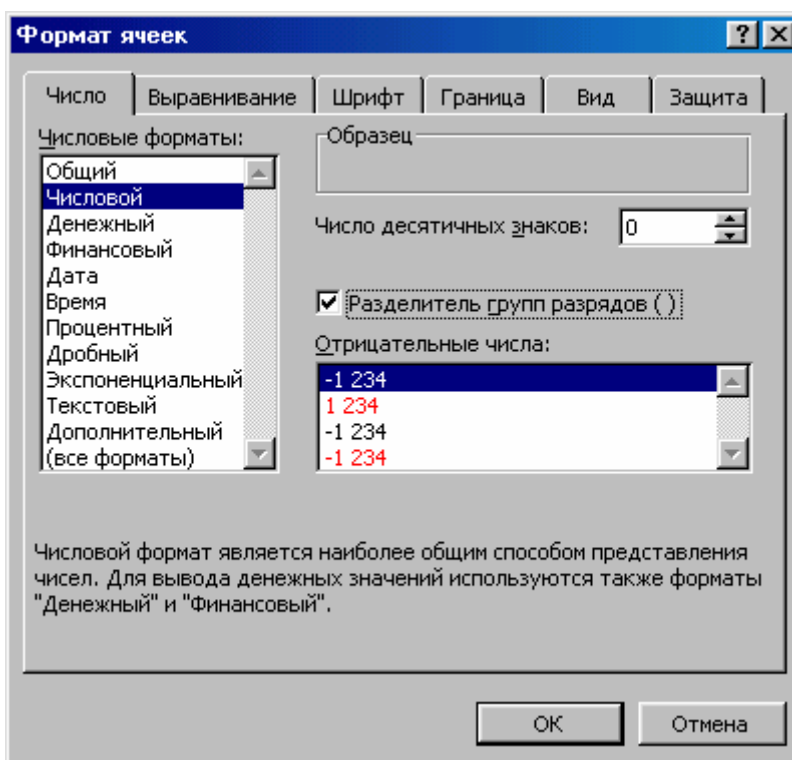 Формат ячеек
Число
Выравнивание
Шрифт
Граница
Вид
Защита
Числовые форматы:
Общий
Числовой
Денежный
Финансовый
Дата
Время
Процентный
Дробный
Экспоненциальный
Текстовый
Дополнительный
(все форматы)
Образец
Число десятичных знаков:
0
Разделитель групп разрядов ( )
Отрицательные числа:
-1 234
1 234
-1 234
-1 234
Числовой формат является наиболее общим способом представления
чисел. Для вывода денежных значений используются также форматы
"Денежный" и "Финансовый".
ОК
Отмена